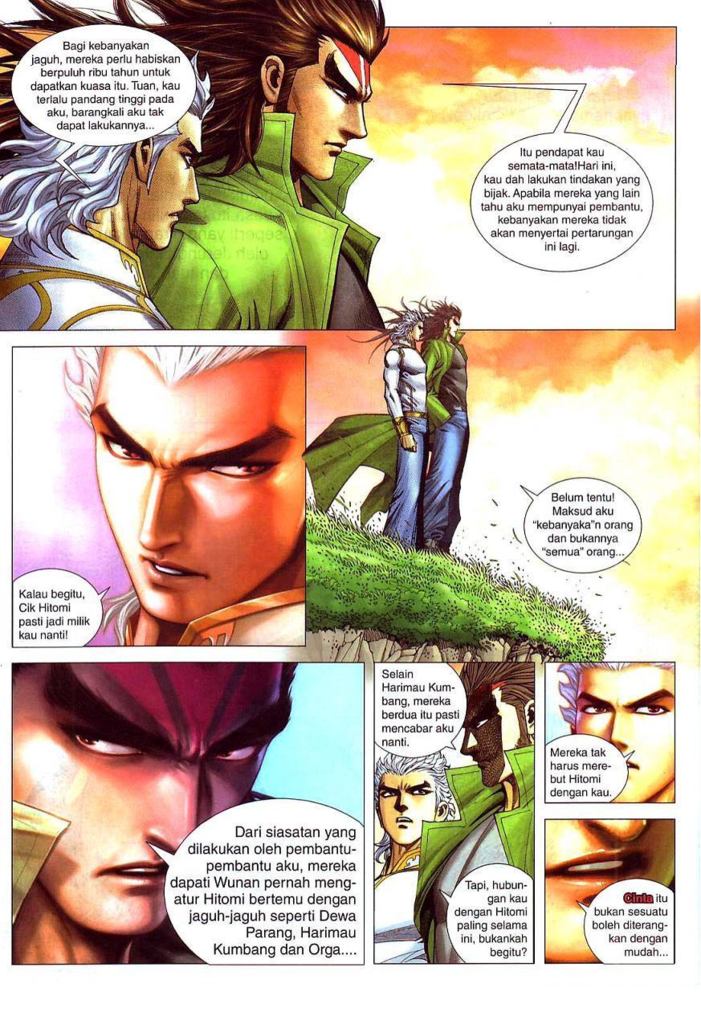 Bagi kebanyakan
jaguh, mereka perlu habiskan
berpuluh ribu tahun untuk
dapatkan kuasa itu. Tuan, kau
terlalu pandang tinggi pada
aku, barangkali aku tak
dapat lakukannya...
Itu pendapat kau
semata-mata!Hari ini,
kau dah lakukan tindakan yang
bijak. Apabila mereka yang lain
tahu aku mempunyai pembantu,
kebanyakan mereka tidak
akan menyertai pertarungan
ini lagi.
Kalau begitu,
Cik Hitomi
pasti jadi milik
kau nanti!
Belum tentu!
Maksud aku
“kebanyaka”n orang
dan bukannya
“semua” orang...
Dari siasatan yang
dilakukan oleh pembantu-
pembantu aku, mereka
dapati Wunan pernah meng-
atur Hitomi bertemu dengan
jaguh-jaguh seperti Dewa
Parang, Harimau
Kumbang dan Orga....
Selain
Harimau Kum-
bang, mereka
berdua itu pasti
mencabar aku
nanti.
Tapi, hubun-
gan kau
dengan Hitomi
paling selama
ini, bukankah
begitu?
Mereka tak
harus mere-
but Hitomi
dengan kau.
Cinta itu
bukan sesuatu
boleh diterang-
kan dengan
mudah...